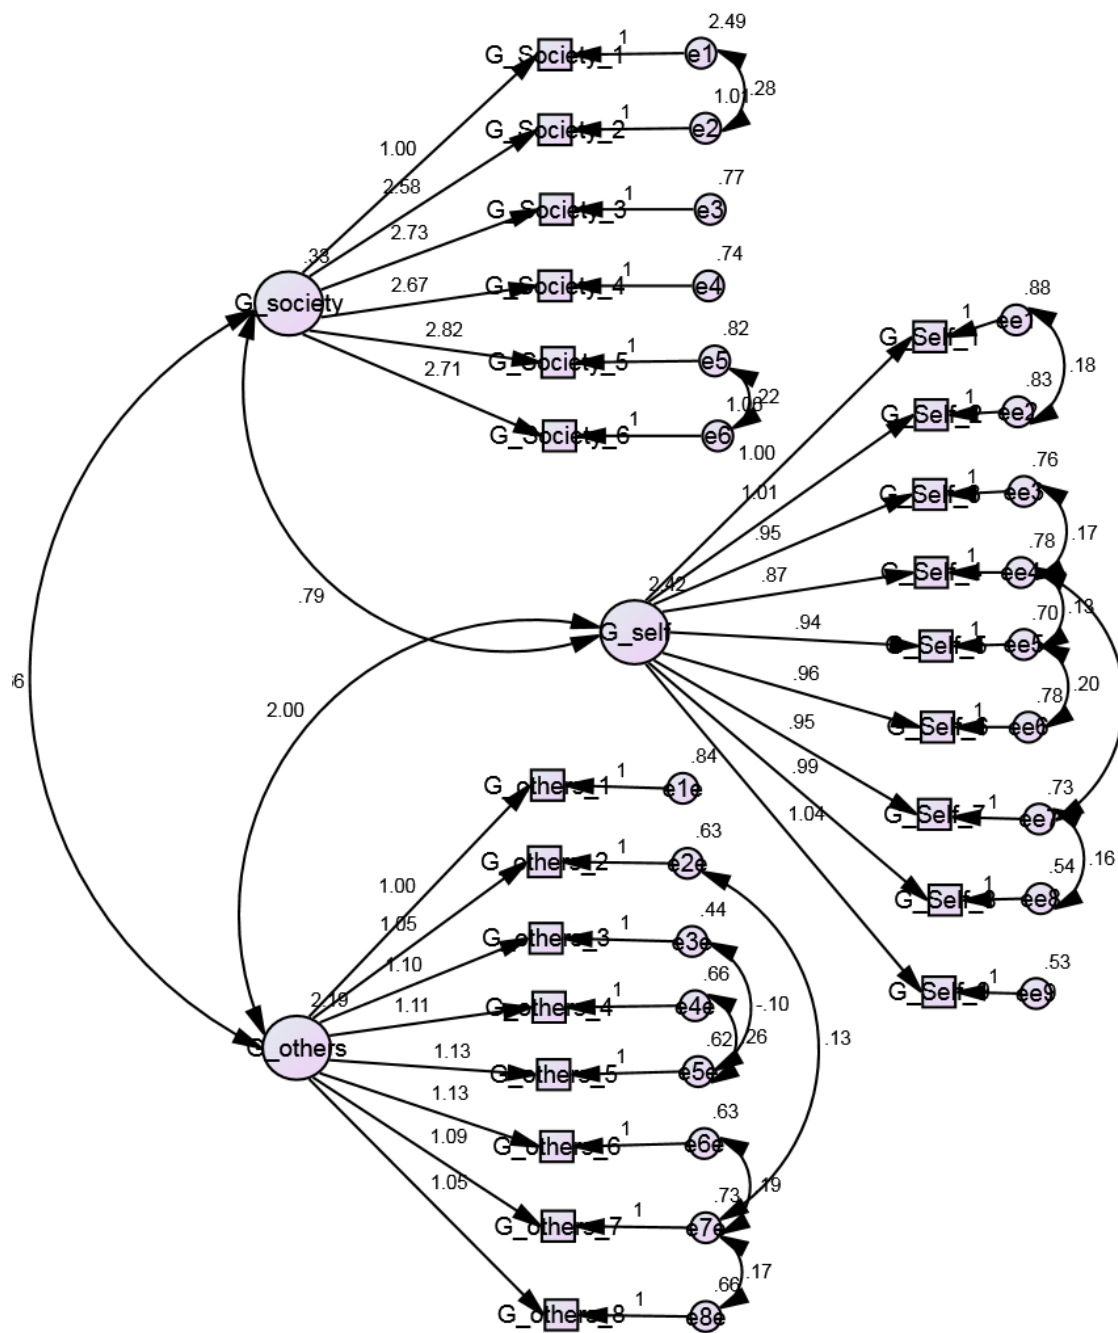 2.49
G_Society_1
1
e1
1.01
.28
G_Society_2
1
e2
1.00
2.58
.77
G_Society_3
1
e3
2.73
.74
.33
G_Society_4
1
e4
2.67
G_society
.88
.82
G_Self_1
1
ee1
2.82
G_Society_5
1
e5
.18
2.71
.83
1.06
.22
G_Self_2
1
ee2
G_Society_6
1
e6
1.00
.76
1.01
G_Self_3
1
ee3
.95
.17
.78
.87
G_Self_4
1
ee4
2.42
.79
.70
.13
.94
G_self
G_Self_5
1
ee5
.96
.78
.20
2.00
.95
G_Self_6
1
ee6
.84
.99
G_others_1
1
e1e
.73
1.04
G_Self_7
1
ee7
.63
G_others_2
1
e2e
.54
.16
1.00
G_Self_8
1
ee8
1.05
.44
G_others_3
1
e3e
1.10
.66
.53
2.19
G_Self_9
1
ee9
1.11
G_others_4
1
e4e
-.10
.62
.26
.13
G_others
1.13
G_others_5
1
e5e
1.13
.63
1.09
G_others_6
1
e6e
1.05
.73
.19
G_others_7
1
e7e
.66
.17
G_others_8
1
e8e